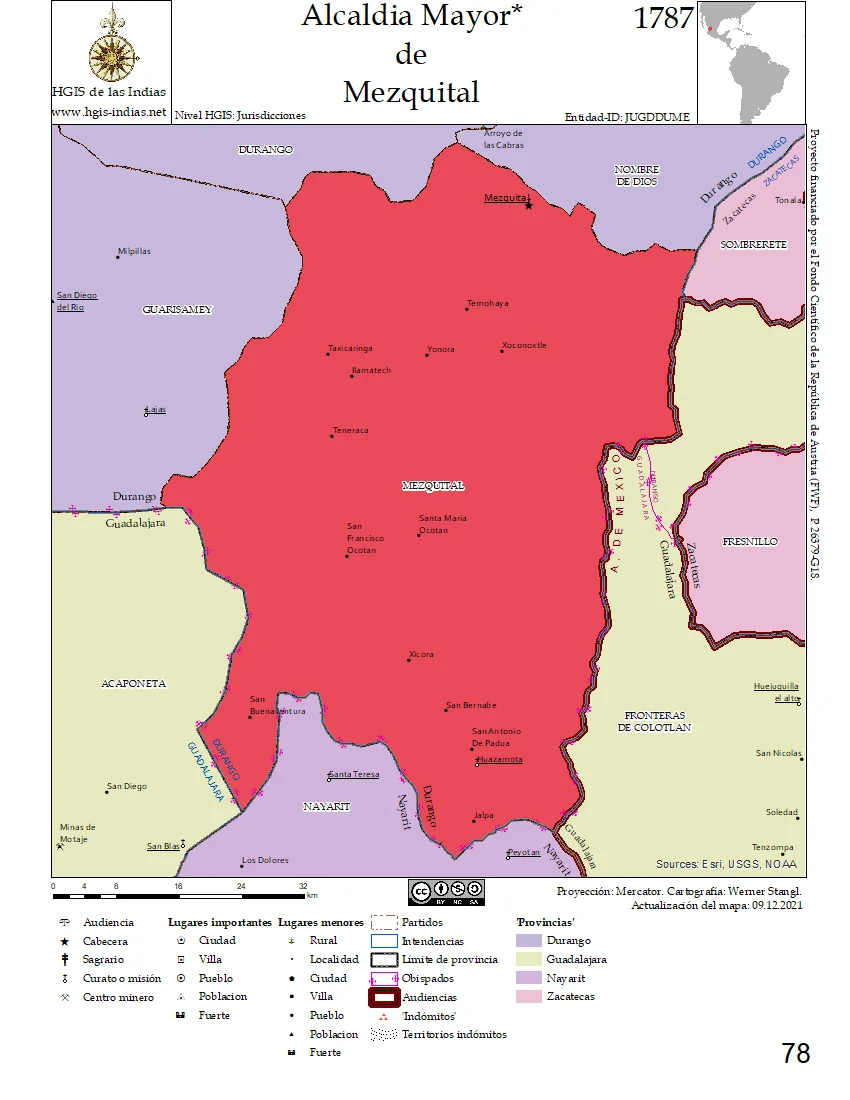 Alcaldia Mayor*
de
Mezquital
1787
HGIS de las Indias
www.hgis-indias.net
Nivel HGIS: Jurisdicciones
Entidad-ID: JUGDDUME
Arroyo de
las Cabras
DURANGO
NOMBRE
DE DIOS
DURANGO
ZACATECAS
Durango
Zacatecas
Mezquital
Tonala
SOMBRERETE
Milpillas
San Diego
del Rio
GUARISAMEY
Temohaya
Taxicaringa
Yonora
Xoconoxtle
Ilamatech
Lajas
Teneraca
MEZQUITAL
A. DE MEXICO
GUADALAJARA
DURANGO
Durango
Guadalajara
San
Francisco
Ocotan
Santa Maria
Ocotan
Guadalajara
Zacatecas
FRESNILLO
Xicora
ACAPONETA
San
Buenaventura
San Bernabe
San Antonio
De Padua
Huazamota
Huejuquilla
el alto
FRONTERAS
DE COLOTLAN
San Nicolas
DURANGO
GUADALAJARA
San Diego
Santa Teresa
NAYARIT
Nayarit
Durango
Jalpa
Soledad
Minas de
Motaje
San Blas
Los Dolores
Peyotan
Nayarit
Guadalajara
Tenzompa
Sources: Esri, USGS, NOAA
Proyecto financiado por el Fondo Científico de la República de Austria (FWF), P 26379-G18.
0 4 8 16 24 32
km
CC BY NC SA
Proyección: Mercator. Cartografía: Werner Stangl.
Actualización del mapa: 09.12.2021
Audiencia
Cabecera
Sagrario
Curato o misión
Centro minero
Lugares importantes
Ciudad
Villa
Pueblo
Poblacion
Fuerte
Lugares menores
Rural
Localidad
Ciudad
Villa
Pueblo
Poblacion
Fuerte
Partidos
Intendencias
Límite de provincia
Obispados
Audiencias
'Indómitos'
Territorios indómitos
'Provincias'
Durango
Guadalajara
Nayarit
Zacatecas
78